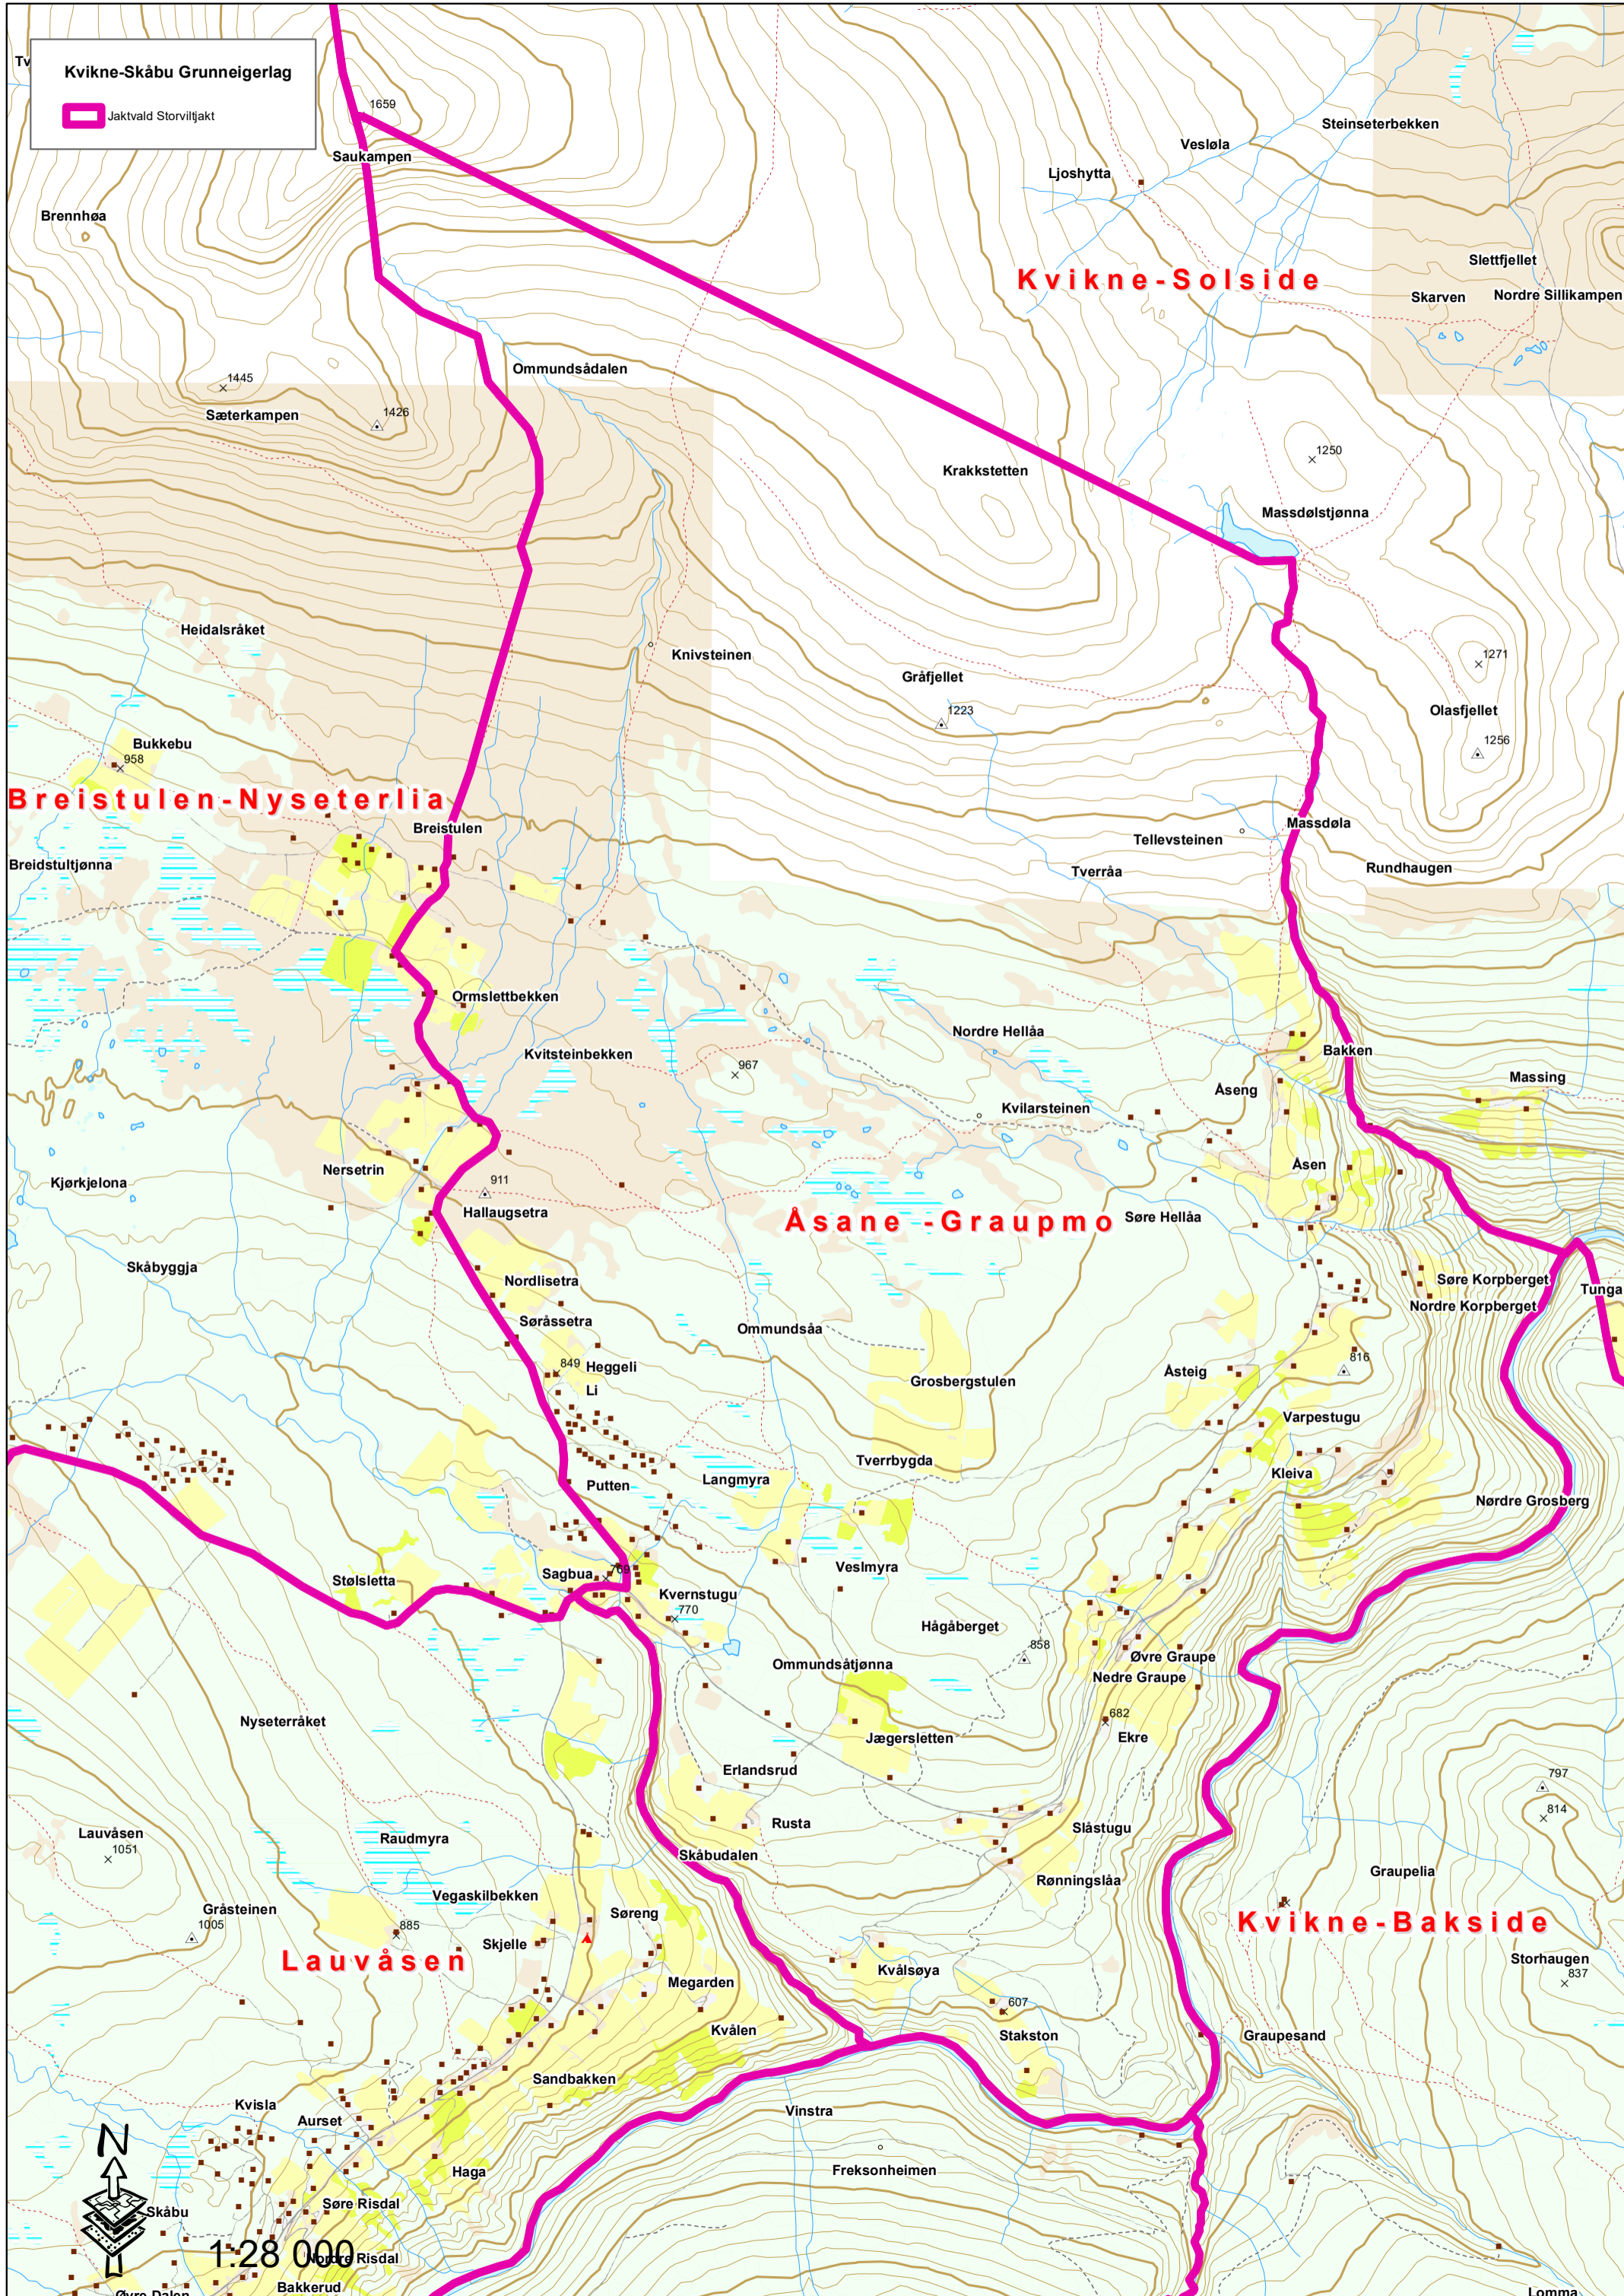 Tv
Kvikne-Skåbu Grunneigerlag
Jaktvald Storviltjakt
1659
Saukampen
Steinseterbekken
Vesløla
Ljoshytta
Brennhøa
Kvikne-Solside
Slettfjellet
Skarven
Nordre Sillikampen
Ommundsådalen
1445
Sæterkampen
1426
1250
Krakkstetten
Massdølstjønna
Heidalsråket
Knivsteinen
1271
Gråfjellet
1223
Olasfjellet
1256
Bukkebu
958
Breistulen-Nyseterlia
Breistulen
Massdøla
Tellevsteinen
Breidstultjønna
Tverråa
Rundhaugen
Ormslettbekken
Nordre Hellåa
Kvitsteinbekken
Bakken
967
Massing
Åseng
Kvilarsteinen
Åsen
Nersetrin
Kjørkjelona
911
Hallaugsetra
Åsane -Graupmo
Søre Hellåa
Skåbyggja
Nordlisetra
Søre Korpberget
Tunga
Nordre Korpberget
Søråssetra
Ommundsåa
849
Heggeli
816
Åsteig
Li
Grosbergstulen
Varpestugu
Tverrbygda
Kleiva
Langmyra
Putten
Nørdre Grosberg
Veslmyra
Sagbua
769
Stølsletta
Kvernstugu
770
Hågåberget
858
Øvre Graupe
Ommundsåtjønna
Nedre Graupe
682
Nyseterråket
Ekre
Jægersletten
Erlandsrud
797
814
Rusta
Slåstugu
Lauvåsen
1051
Raudmyra
Skåbudalen
Graupelia
Rønningslåa
Vegaskilbekken
Gråsteinen
1005
Søreng
885
Kvikne-Bakside
Skjelle
Lauvåsen
Storhaugen
837
Kvålsøya
Megarden
607
Kvålen
Stakston
Graupesand
Sandbakken
Kvisla
Vinstra
Aurset
N
Freksonheimen
Haga
Søre Risdal
Skåbu
1:28 000
Nordre Risdal
Bakkerud
Øvre Dalen
Lomma